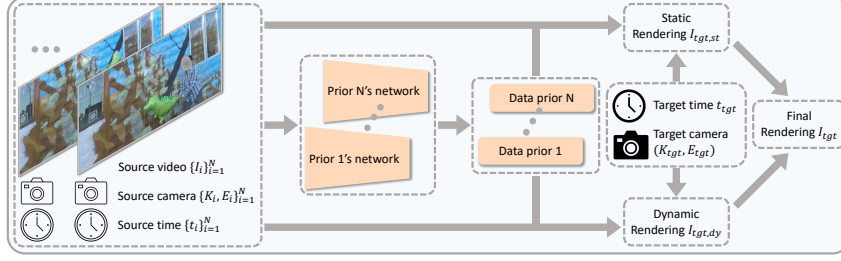 Source video {I_i}_{i=1}^N
Source camera {K_i, E_i}_{i=1}^N
Source time {t_i}_{i=1}^N
Prior N's network
Prior 1's network
Data prior N
Data prior 1
Static
Rendering I_{tgt,st}
Target time t_{tgt}
Target camera
(K_{tgt}, E_{tgt})
Dynamic
Rendering I_{tgt,dy}
Final
Rendering I_{tgt}